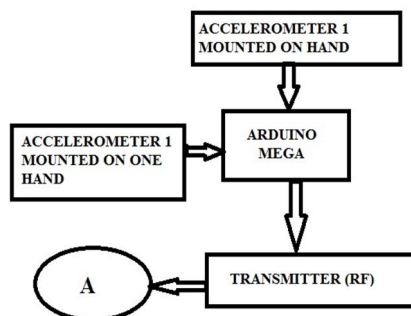 ACCELEROMETER 1
MOUNTED ON HAND
ACCELEROMETER 1
MOUNTED ON ONE
HAND
ARDUINO
MEGA
A
TRANSMITTER (RF)